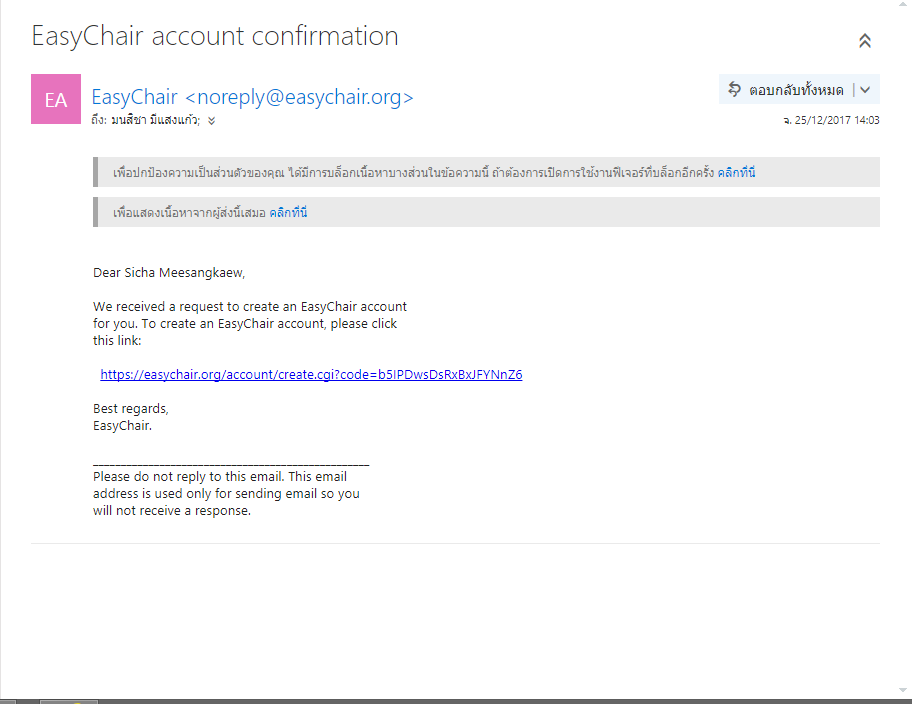 EasyChair account confirmation
EA
EasyChair <noreply@easychair.org>
ตอบกลับทั้งหมด
ถึง: มนสิชา มีแสงแก้ว;
จ. 25/12/2017 14:03
เพื่อปกป้องความเป็นส่วนตัวของคุณ ได้มีการบล็อกเนื้อหาบางส่วนในข้อความนี้ ถ้าต้องการเปิดการใช้งานฟีเจอร์ที่บล็อกอีกครั้ง คลิกที่นี่
เพื่อแสดงเนื้อหาจากผู้ส่งนี้เสมอ คลิกที่นี่
Dear Sicha Meesangkaew,
We received a request to create an EasyChair account
for you. To create an EasyChair account, please click
this link:
https://easychair.org/account/create.cgi?code=b5IPDwsDsRxBxJFYNnZ6
Best regards,
EasyChair.
__________________________________________________
Please do not reply to this email. This email
address is used only for sending email so you
will not receive a response.